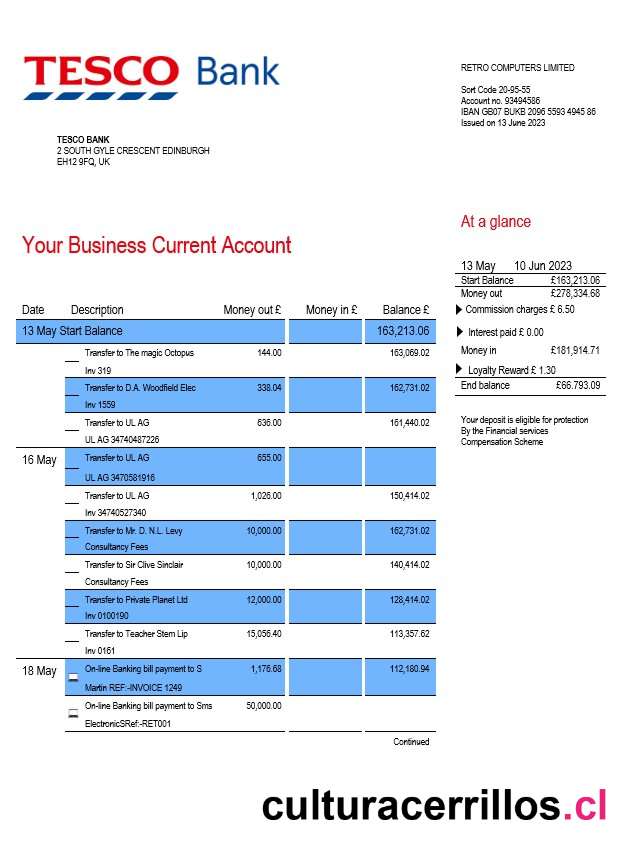 TESCO Bank
RETRO COMPUTERS LIMITED
Sort Code 20-95-55
Account no. 93494586
IBAN GB07 BUKB 2096 5593 4945 86
Issued on 13 June 2023
TESCO BANK
2 SOUTH GYLE CRESCENT EDINBURGH
EH12 9FQ, UK
At a glance
Your Business Current Account
13 May 10 Jun 2023
Start Balance £163,213.06
Money out £278,334.68
Commission charges £ 6.50
Interest paid £ 0.00
Money in £181,914.71
Loyalty Reward £ 1.30
End balance £66.793.09
Your deposit is eligible for protection
By the Financial services
Compensation Scheme
Date Description Money out £ Money in £ Balance £
13 May Start Balance 163,213.06
Transfer to The magic Octopus 144.00 163,069.02
Inv 319
Transfer to D.A. Woodfield Elec 338.04 162,731.02
Inv 1559
Transfer to UL AG 636.00 161,440.02
UL AG 34740487226
16 May Transfer to UL AG 655.00
UL AG 3470581916
Transfer to UL AG 1,026.00 150,414.02
Inv 34740527340
Transfer to Mr. D. N.L. Levy 10,000.00 162,731.02
Consultancy Fees
Transfer to Sir Clive Sinclair 10,000.00 140,414.02
Consultancy Fees
Transfer to Private Planet Ltd 12,000.00 128,414.02
Inv 0100190
Transfer to Teacher Stem Lip 15,056.40 113,357.62
Inv 0161
18 May On-line Banking bill payment to S 1,176.68 112,180.94
Martin REF:-INVOICE 1249
On-line Banking bill payment to Sms 50,000.00
ElectronicSRef:-RET001
Continued
culturacerrillos.cl